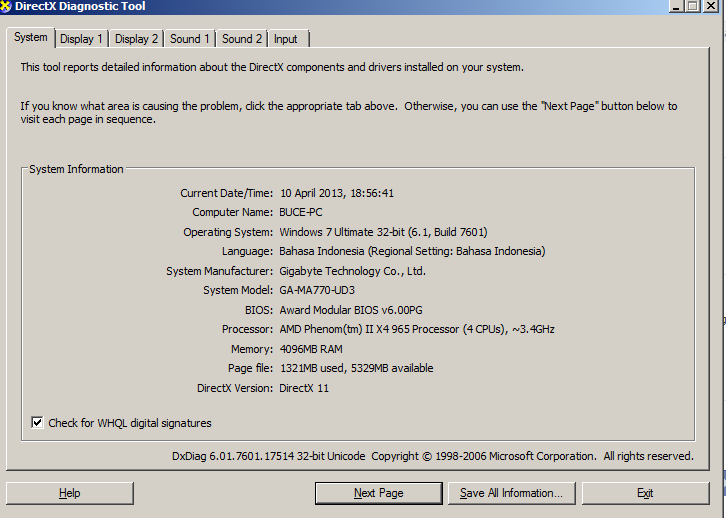 DirectX Diagnostic Tool
System Display 1 Display 2 Sound 1 Sound 2 Input
This tool reports detailed information about the DirectX components and drivers installed on your system.
If you know what area is causing the problem, click the appropriate tab above. Otherwise, you can use the "Next Page" button below to
visit each page in sequence.
System Information
Current Date/Time: 10 April 2013, 18:56:41
Computer Name: BUCE-PC
Operating System: Windows 7 Ultimate 32-bit (6.1, Build 7601)
Language: Bahasa Indonesia (Regional Setting: Bahasa Indonesia)
System Manufacturer: Gigabyte Technology Co., Ltd.
System Model: GA-MA770-UD3
BIOS: Award Modular BIOS v6.00PG
Processor: AMD Phenom(tm) II X4 965 Processor (4 CPUs), ~3.4GHz
Memory: 4096MB RAM
Page file: 1321MB used, 5329MB available
DirectX Version: DirectX 11
Check for WHQL digital signatures
DxDiag 6.01.7601.17514 32-bit Unicode Copyright © 1998-2006 Microsoft Corporation. All rights reserved.
Help Next Page Save All Information... Exit